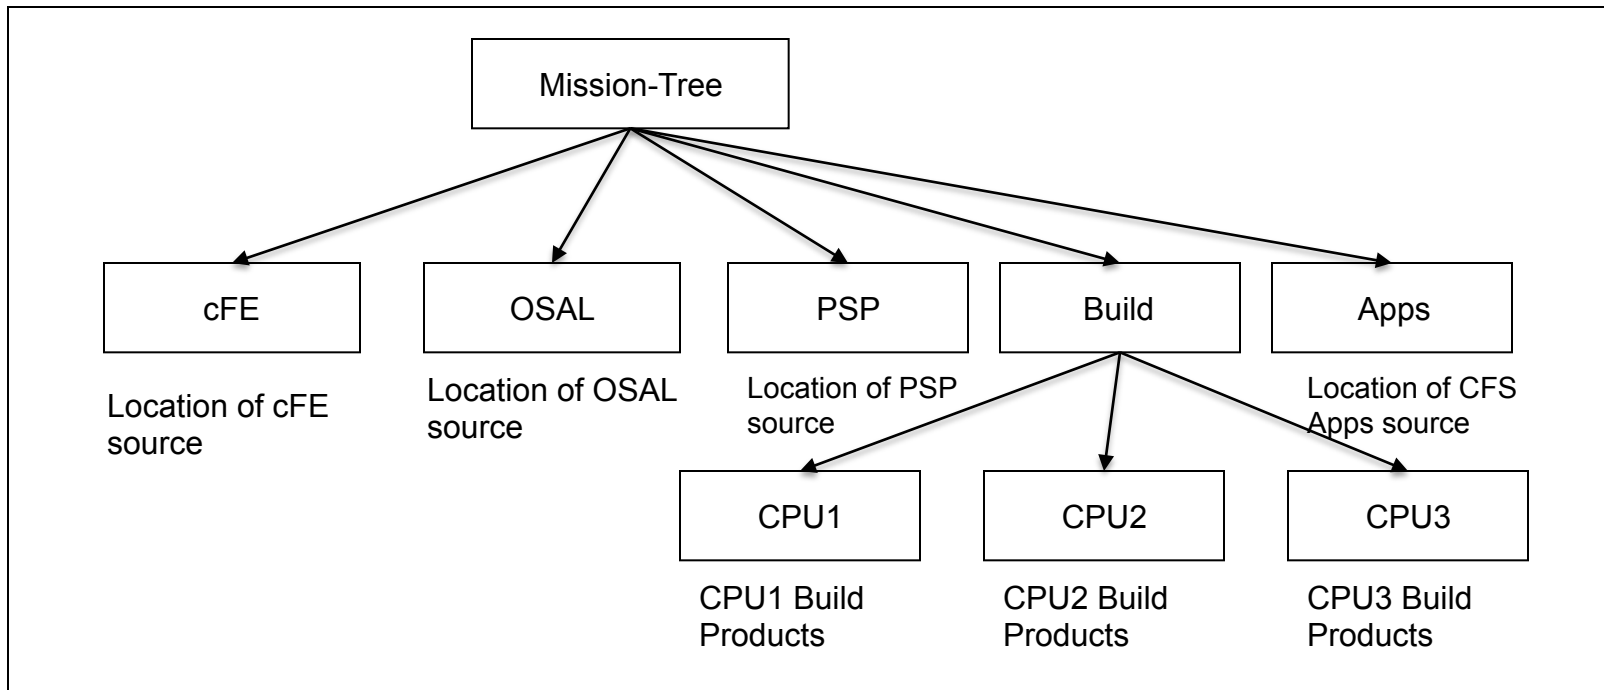 Mission-Tree
cFE
OSAL
PSP
Build
Apps
Location of cFE
source
Location of OSAL
source
Location of PSP
source
Location of CFS
Apps source
CPU1
CPU2
CPU3
CPU1 Build
Products
CPU2 Build
Products
CPU3 Build
Products